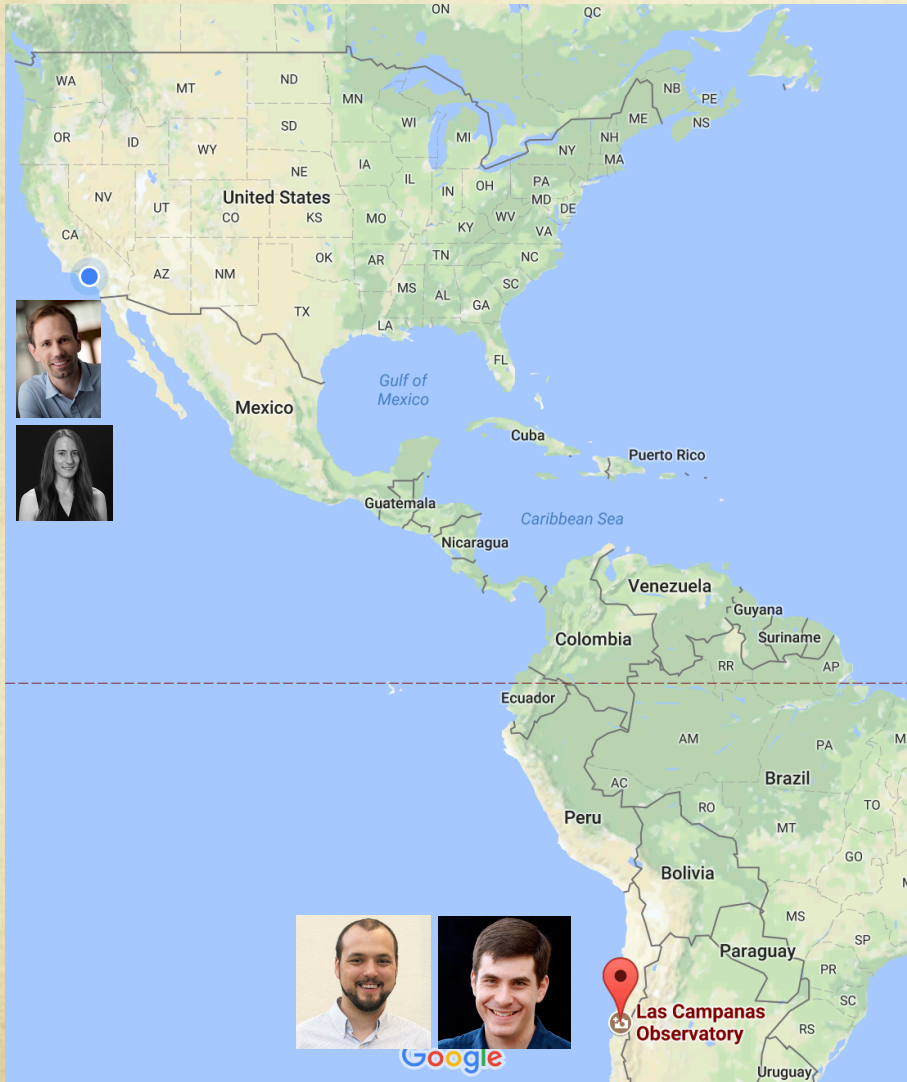 ON
QC
WA
MT
ND
MN
NB
PE
OR
ID
SD
WI
MI
ME
NS
WY
NH
NY
MA
NE
IA
NV
UT
United States
IL
IN
OH
PA
MD
DE
CO
KS
MO
WV
CA
KY
VA
AZ
NM
OK
AR
TN
NC
MS
AL
SC
TX
GA
LA
FL
Gulf of
Mexico
Mexico
Cuba
Puerto Rico
Guatemala
Caribbean Sea
Nicaragua
Venezuela
Guyana
Colombia
Suriname
RR
AP
Ecuador
AM
PA
AC
Brazil
RO
TO
Peru
MT
GO
Bolivia
MS
SP
Paraguay
PR
SC
Las Campanas
Observatory
RS
Google
Uruguay